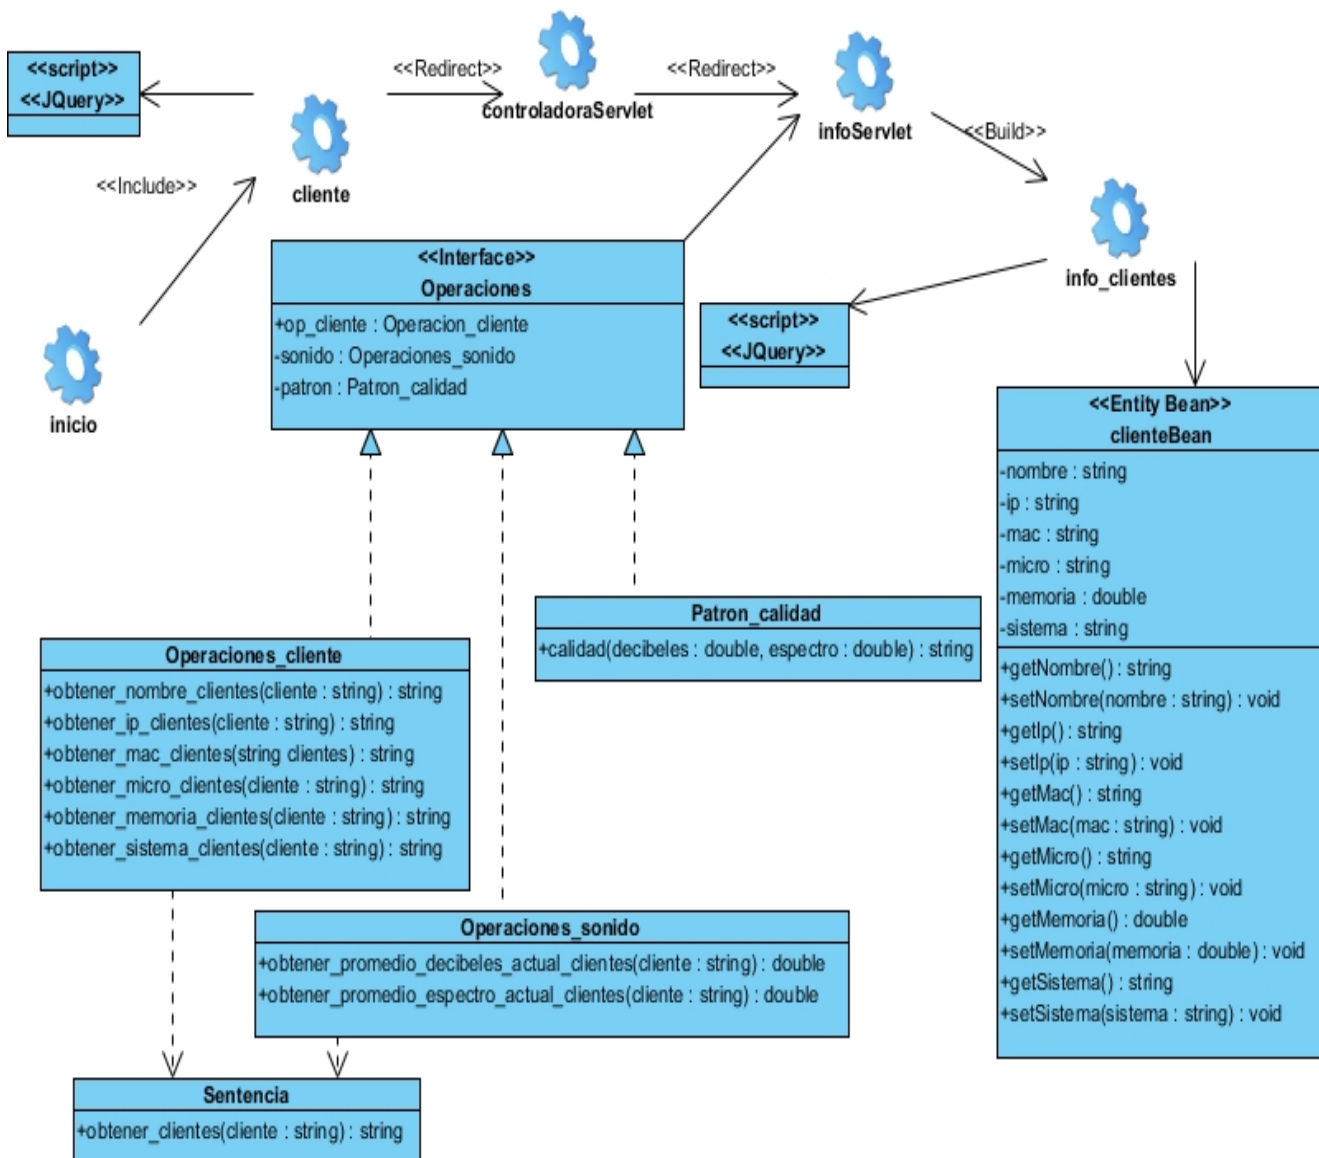 <<script>>
<<JQuery>>
<<Redirect>>
controladoraServlet
<<Redirect>>
infoServlet
<<Build>>
cliente
<<Include>>
inicio
info_clientes
<<Interface>>
Operaciones
+op_cliente : Operacion_cliente
-sonido : Operaciones_sonido
-patron : Patron_calidad
<<script>>
<<JQuery>>
<<Entity Bean>>
clienteBean
-nombre : string
-ip : string
-mac : string
-micro : string
-memoria : double
-sistema : string
+getNombre() : string
+setNombre(nombre : string) : void
+getIp() : string
+setIp(ip : string) : void
+getMac() : string
+setMac(mac : string) : void
+getMicro() : string
+setMicro(micro : string) : void
+getMemoria() : double
+setMemoria(memoria : double) : void
+getSistema() : string
+setSistema(sistema : string) : void
Patron_calidad
+calidad(decibeles : double, espectro : double) : string
Operaciones_cliente
+obtener_nombre_clientes(cliente : string) : string
+obtener_ip_clientes(cliente : string) : string
+obtener_mac_clientes(string clientes) : string
+obtener_micro_clientes(cliente : string) : string
+obtener_memoria_clientes(cliente : string) : string
+obtener_sistema_clientes(cliente : string) : string
Operaciones_sonido
+obtener_promedio_decibeles_actual_clientes(cliente : string) : double
+obtener_promedio_espectro_actual_clientes(cliente : string) : double
Sentencia
+obtener_clientes(cliente : string) : string